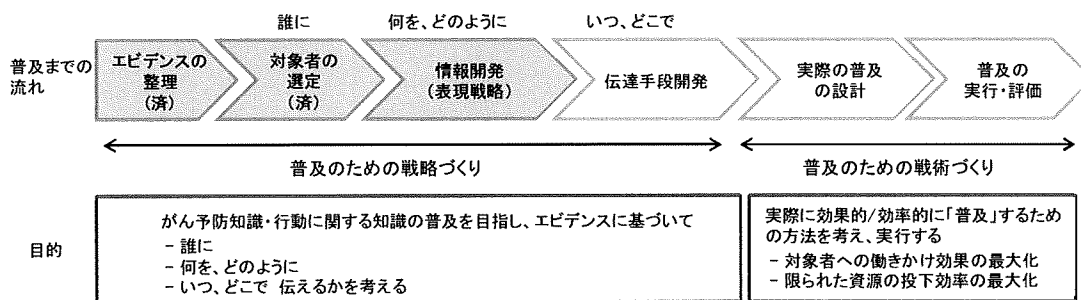 誰に
何を、どのように
いつ、どこで
普及までの
流れ
エビデンスの
整理
(済)
対象者の
選定
(済)
情報開発
(表現戦略)
伝達手段開発
実際の普及
の設計
普及の
実行・評価
普及のための戦略づくり
普及のための戦術づくり
目的
がん予防知識・行動に関する知識の普及を目指し、エビデンスに基づいて
- 誰に
- 何を、どのように
- いつ、どこで 伝えるかを考える
実際に効果的/効率的に「普及」するため
の方法を考え、実行する
- 対象者への働きかけ効果の最大化
- 限られた資源の投下効率の最大化